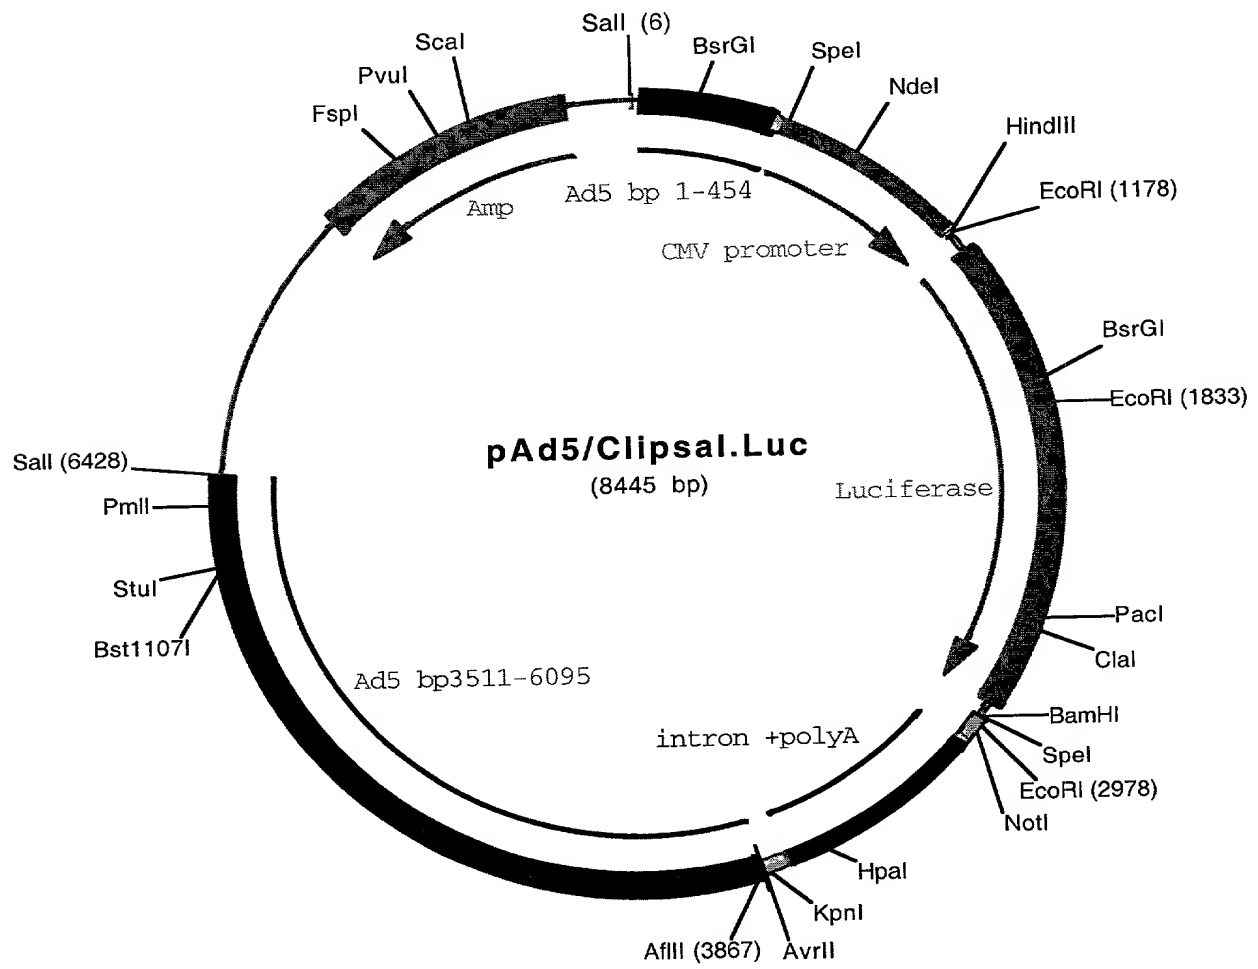 SalI (6)
BsrGI
SpeI
NdeI
HindIII
EcoRI (1178)
BsrGI
EcoRI (1833)
PacI
ClaI
BamHI
SpeI
EcoRI (2978)
NotI
HpaI
KpnI
AvrII
AflII (3867)
Bst1107I
StuI
PmlI
SalI (6428)
FspI
PvuI
ScaI
Amp
Ad5 bp 1-454
CMV promoter
Luciferase
intron +polyA
Ad5 bp3511-6095
pAd5/Clipsal.Luc
(8445 bp)